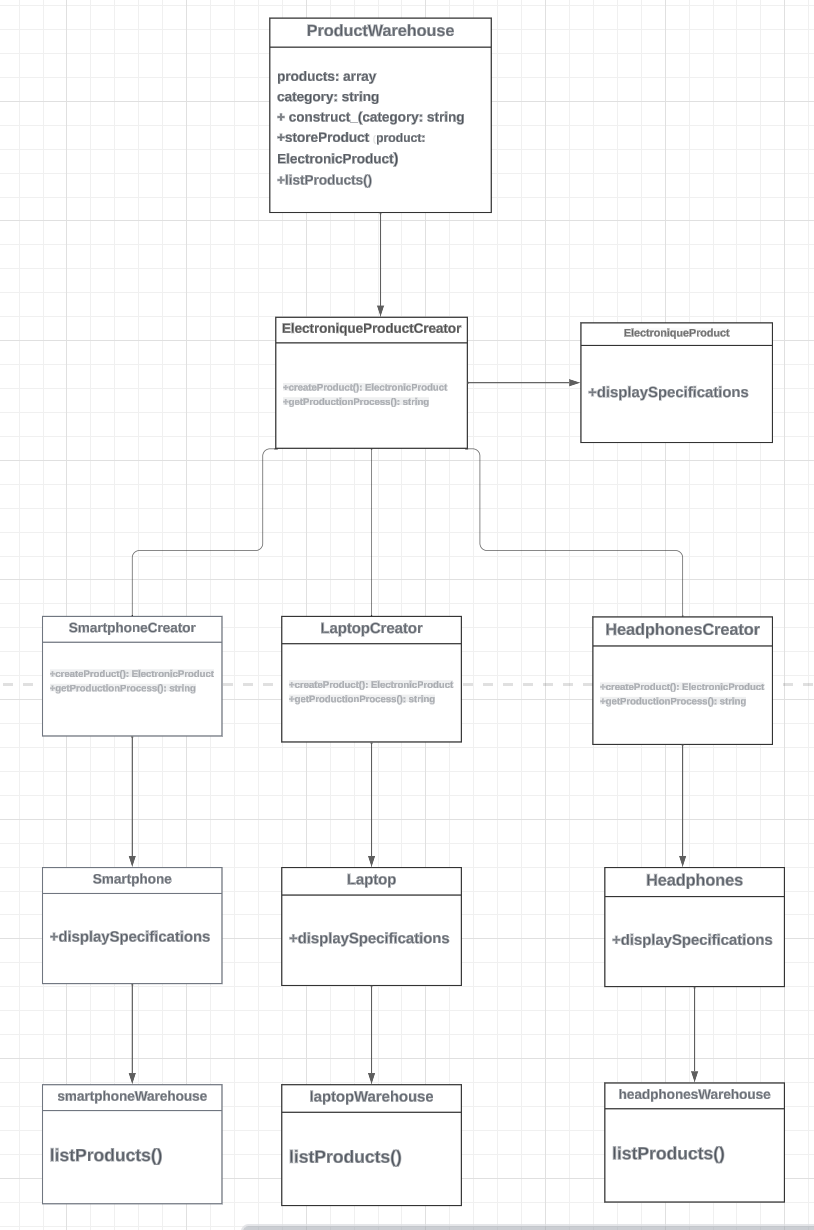 ProductWarehouse
products: array
category: string
+ construct_(category: string
+storeProduct (product:
ElectronicProduct)
+listProducts()
ElectroniqueProductCreator
+createProduct(): ElectronicProduct
+getProductionProcess(): string
ElectroniqueProduct
+displaySpecifications
SmartphoneCreator
+createProduct(): ElectronicProduct
+getProductionProcess(): string
LaptopCreator
+createProduct(): ElectronicProduct
+getProductionProcess(): string
HeadphonesCreator
+createProduct(): ElectronicProduct
+getProductionProcess(): string
Smartphone
+displaySpecifications
Laptop
+displaySpecifications
Headphones
+displaySpecifications
smartphoneWarehouse
listProducts()
laptopWarehouse
listProducts()
headphonesWarehouse
listProducts()